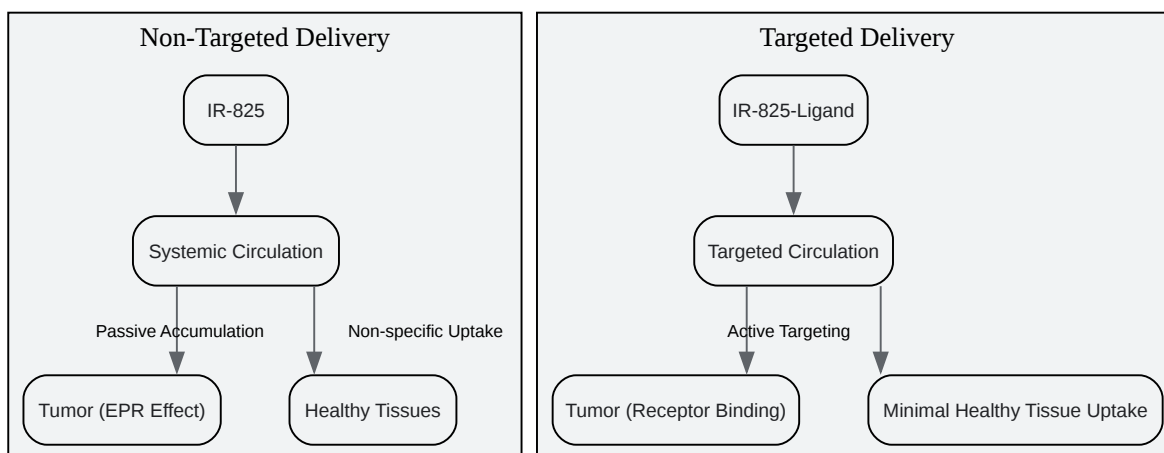 Non-Targeted Delivery
IR-825
Systemic Circulation
Passive Accumulation
Non-specific Uptake
Tumor (EPR Effect)
Healthy Tissues
Targeted Delivery
IR-825-Ligand
Targeted Circulation
Active Targeting
Tumor (Receptor Binding)
Minimal Healthy Tissue Uptake